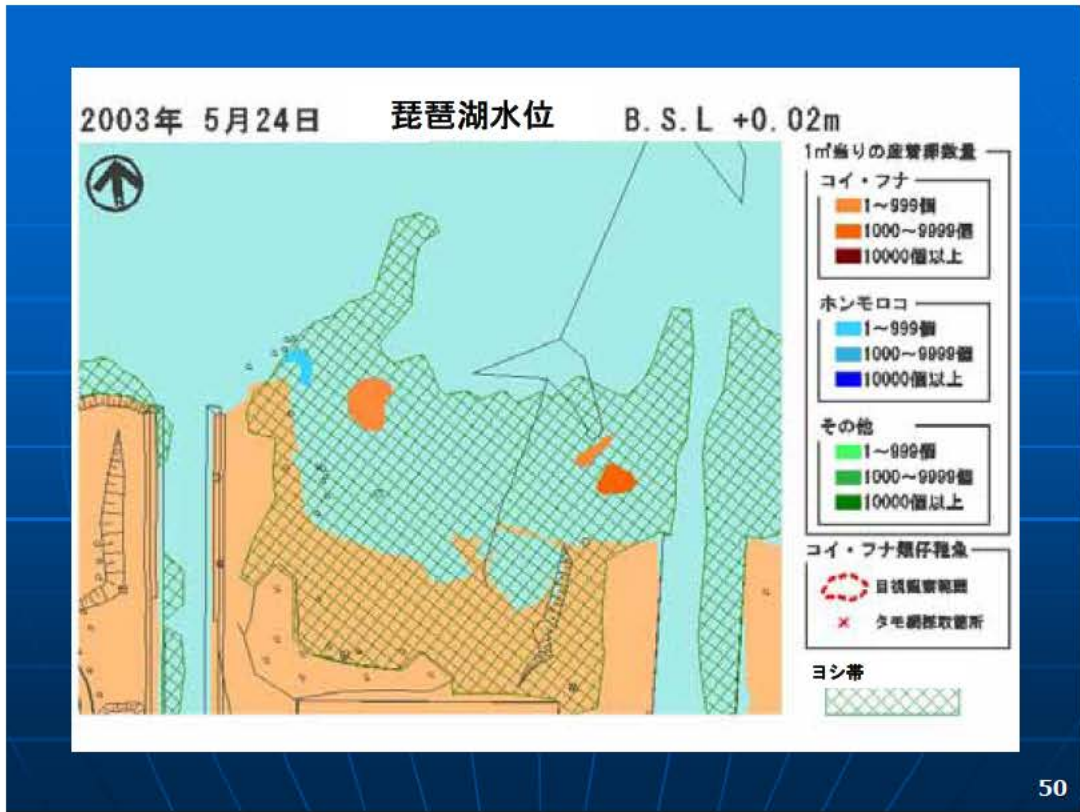 2003年 5月24日
琵琶湖水位
B.S.L +0.02m
1㎡当りの産着卵数量
コイ・フナ
1～999個
1000～9999個
10000個以上
ホンモロコ
1～999個
1000～9999個
10000個以上
その他
1～999個
1000～9999個
10000個以上
コイ・フナ類仔稚魚
目視観察範囲
タモ網採取箇所
ヨシ帯
50